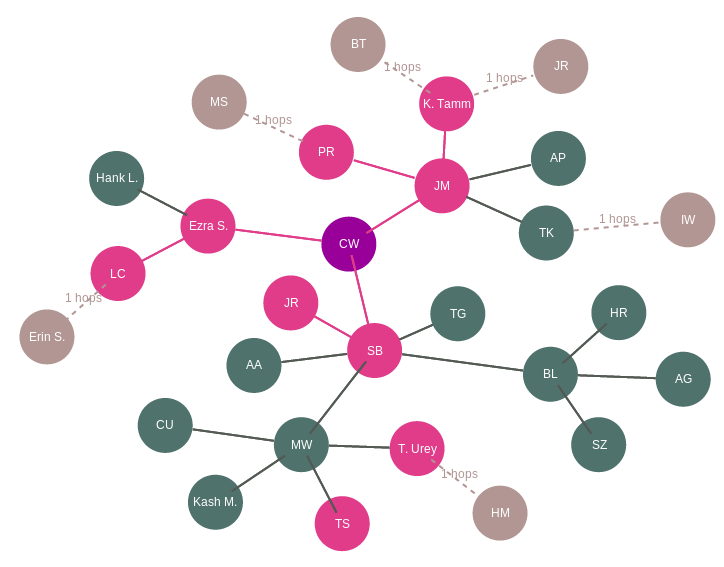 BT
1 hops
JR
1 hops
K. Tamm
MS
1 hops
PR
AP
Hank L.
JM
Ezra S.
TK
1 hops
IW
CW
LC
1 hops
Erin S.
JR
TG
HR
SB
AA
BL
AG
CU
MW
T. Urey
SZ
1 hops
Kash M.
HM
TS